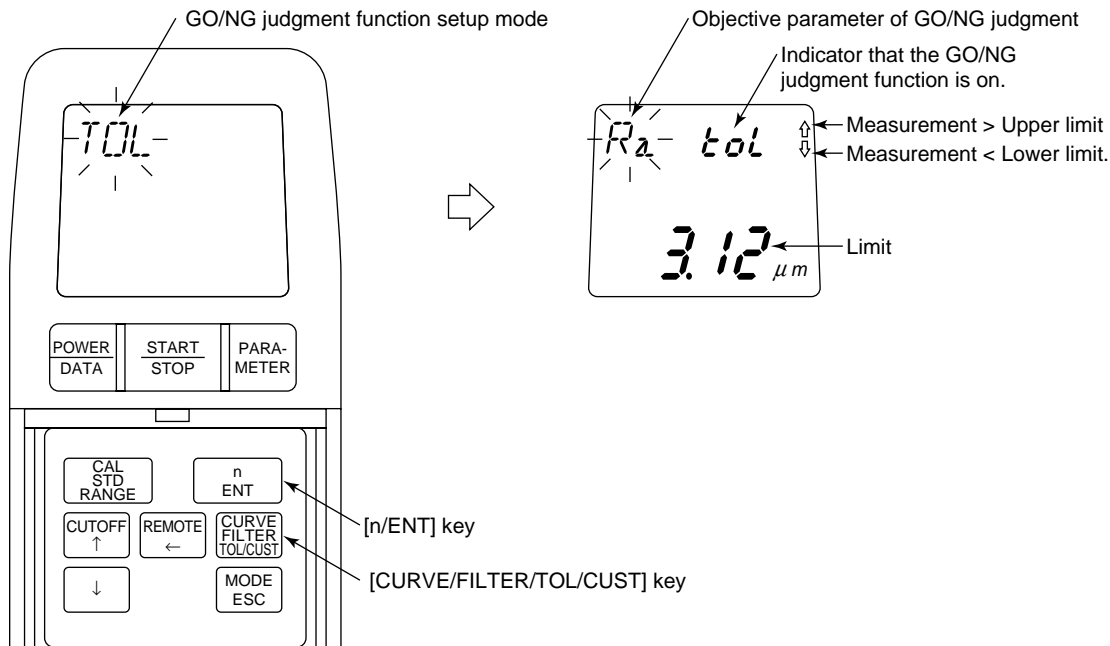 GO/NG judgment function setup mode
TOL
POWER
DATA
START
STOP
PARA-
METER
CAL
STD
RANGE
n
ENT
CUTOFF
↑
REMOTE
←
CURVE
FILTER
TOL/CUST
↓
MODE
ESC
[n/ENT] key
[CURVE/FILTER/TOL/CUST] key
Objective parameter of GO/NG judgment
Indicator that the GO/NG
judgment function is on.
Ra tol
Measurement > Upper limit
Measurement < Lower limit.
3.12 μm
Limit